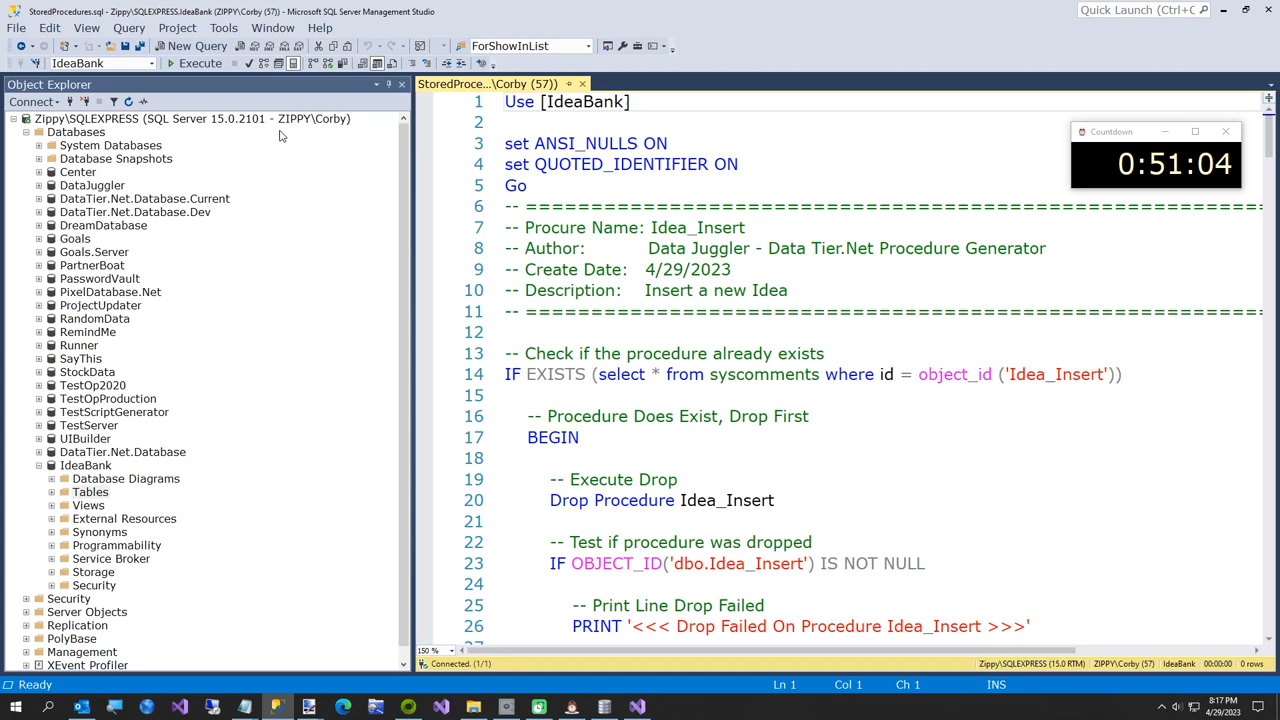 StoredProcedures.sql - Zippy\SQLEXPRESS.IdeaBank (ZIPPY\Corby (57)) - Microsoft SQL Server Management Studio
Quick Launch (Ctrl+Q
File Edit View Query Project Tools Window Help
New Query
ForShowInList
IdeaBank
Execute
Object Explorer
StoredProce...\Corby (57))
Connect
Zippy\SQLEXPRESS (SQL Server 15.0.2101 - ZIPPY\Corby)
Databases
System Databases
Database Snapshots
Center
DataJuggler
DataTier.Net.Database.Current
DataTier.Net.Database.Dev
DreamDatabase
Goals
Goals.Server
PartnerBoat
PasswordVault
PixelDatabase.Net
ProjectUpdater
RandomData
RemindMe
Runner
SayThis
StockData
TestOp2020
TestOpProduction
TestScriptGenerator
TestServer
UIBuilder
DataTier.Net.Database
IdeaBank
Database Diagrams
Tables
Views
External Resources
Synonyms
Programmability
Service Broker
Storage
Security
Security
Server Objects
Replication
PolyBase
Management
XEvent Profiler
1 Use [IdeaBank]
2
3 set ANSI_NULLS ON
4 set QUOTED_IDENTIFIER ON
5 Go
6 -- =========================================================
7 -- Procure Name: Idea_Insert
8 -- Author: Data Juggler - Data Tier.Net Procedure Generator
9 -- Create Date: 4/29/2023
10 -- Description: Insert a new Idea
11 -- =========================================================
12
13 -- Check if the procedure already exists
14 IF EXISTS (select * from syscomments where id = object_id ('Idea_Insert'))
15
16 -- Procedure Does Exist, Drop First
17 BEGIN
18
19 -- Execute Drop
20 Drop Procedure Idea_Insert
21
22 -- Test if procedure was dropped
23 IF OBJECT_ID('dbo.Idea_Insert') IS NOT NULL
24
25 -- Print Line Drop Failed
26 PRINT '<<< Drop Failed On Procedure Idea_Insert >>>'
Countdown
0:51:04
150 %
Connected. (1/1)
Zippy\SQLEXPRESS (15.0 RTM) ZIPPY\Corby (57) IdeaBank 00:00:00 0 rows
Ready
Ln 1 Col 1 Ch 1 INS
8:17 PM
4/29/2023